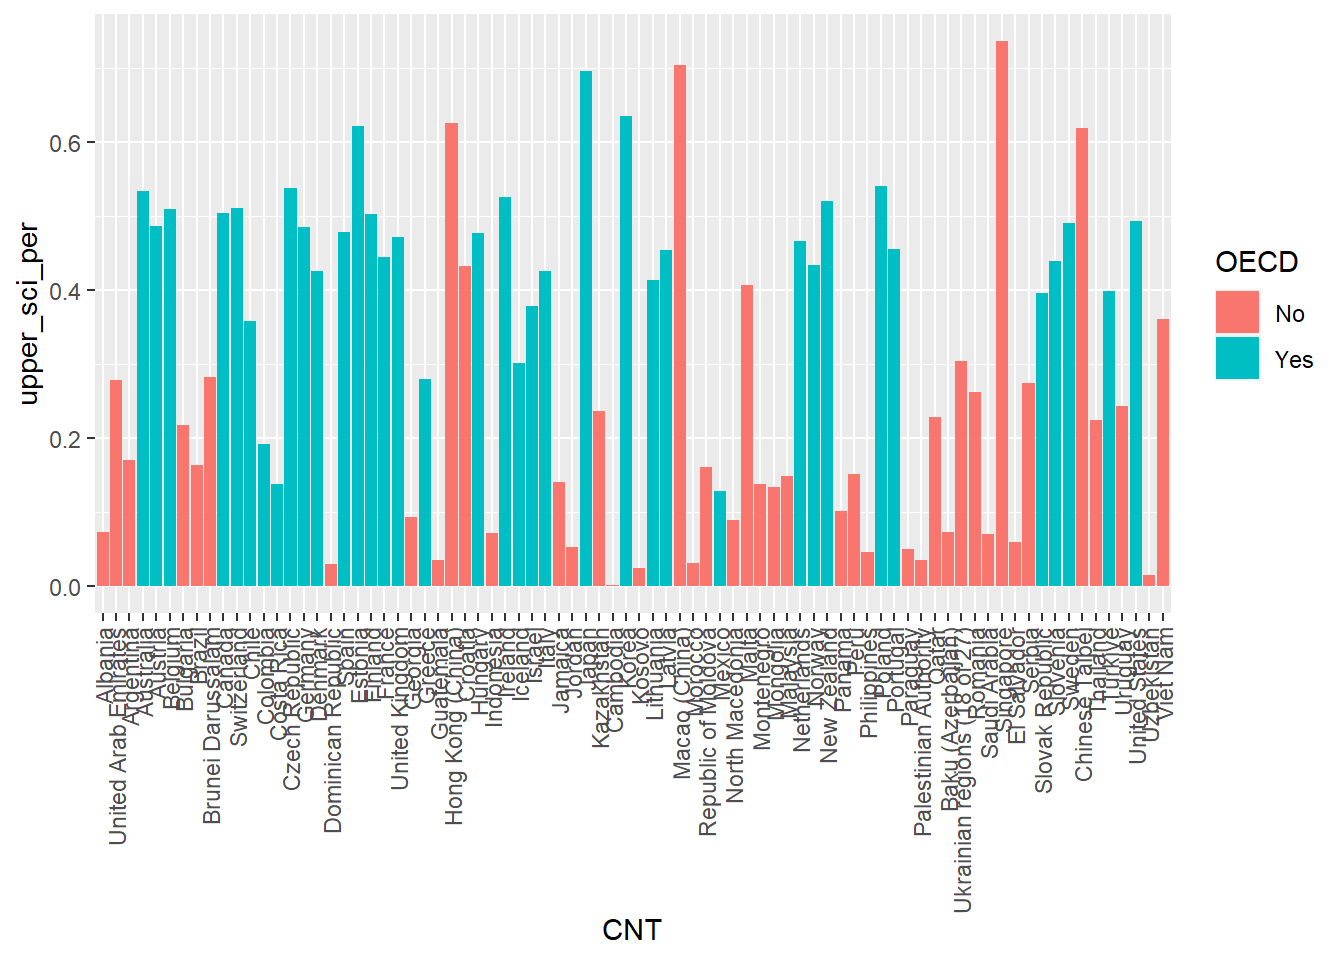 upper_sci_per
0.6
0.4
0.2
0.0
Albania
United Arab Emirates
Argentina
Australia
Austria
Belgium
Bulgaria
Brazil
Brunei Darussalam
Canada
Switzerland
Chile
Colombia
Costa Rica
Czech Republic
Germany
Denmark
Dominican Republic
Spain
Estonia
Finland
France
United Kingdom
Georgia
Greece
Guatemala
Hong Kong (China)
Croatia
Hungary
Indonesia
Ireland
Iceland
Israel
Italy
Jamaica
Jordan
Japan
Kazakhstan
Cambodia
Korea
Kosovo
Lithuania
Latvia
Macao (China)
Morocco
Republic of Moldova
Mexico
North Macedonia
Malta
Montenegro
Mongolia
Malaysia
Netherlands
Norway
New Zealand
Panama
Peru
Philippines
Poland
Portugal
Paraguay
Palestinian Authority
Qatar
Baku (Azerbaijan)
Ukrainian regions (18 of 27)
Romania
Saudi Arabia
Singapore
El Salvador
Serbia
Slovak Republic
Slovenia
Sweden
Chinese Taipei
Thailand
Türkiye
Uruguay
United States
Uzbekistan
Viet Nam
CNT
OECD
No
Yes